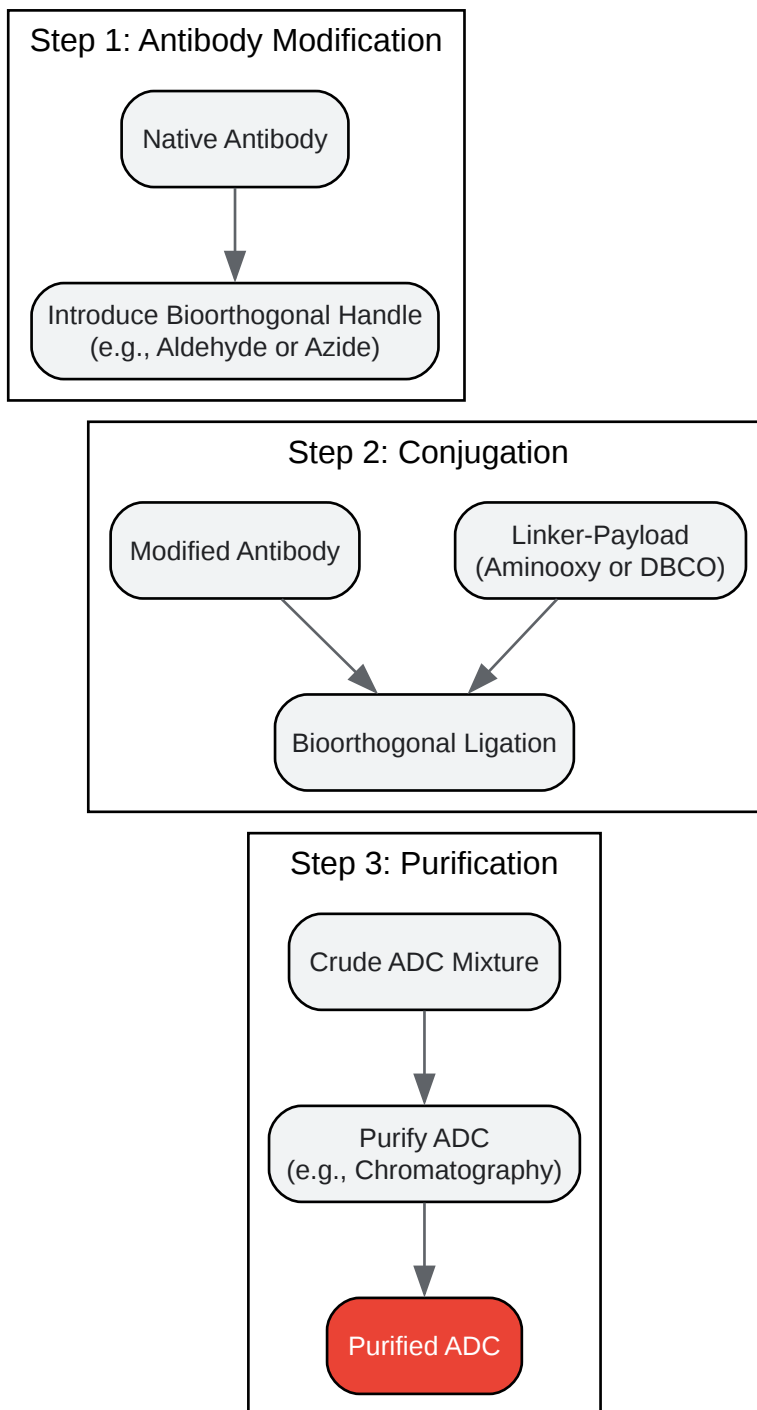 Step 1: Antibody Modification
Native Antibody
Introduce Bioorthogonal Handle
(e.g., Aldehyde or Azide)
Step 2: Conjugation
Modified Antibody
Linker-Payload
(Aminooxy or DBCO)
Bioorthogonal Ligation
Step 3: Purification
Crude ADC Mixture
Purify ADC
(e.g., Chromatography)
Purified ADC